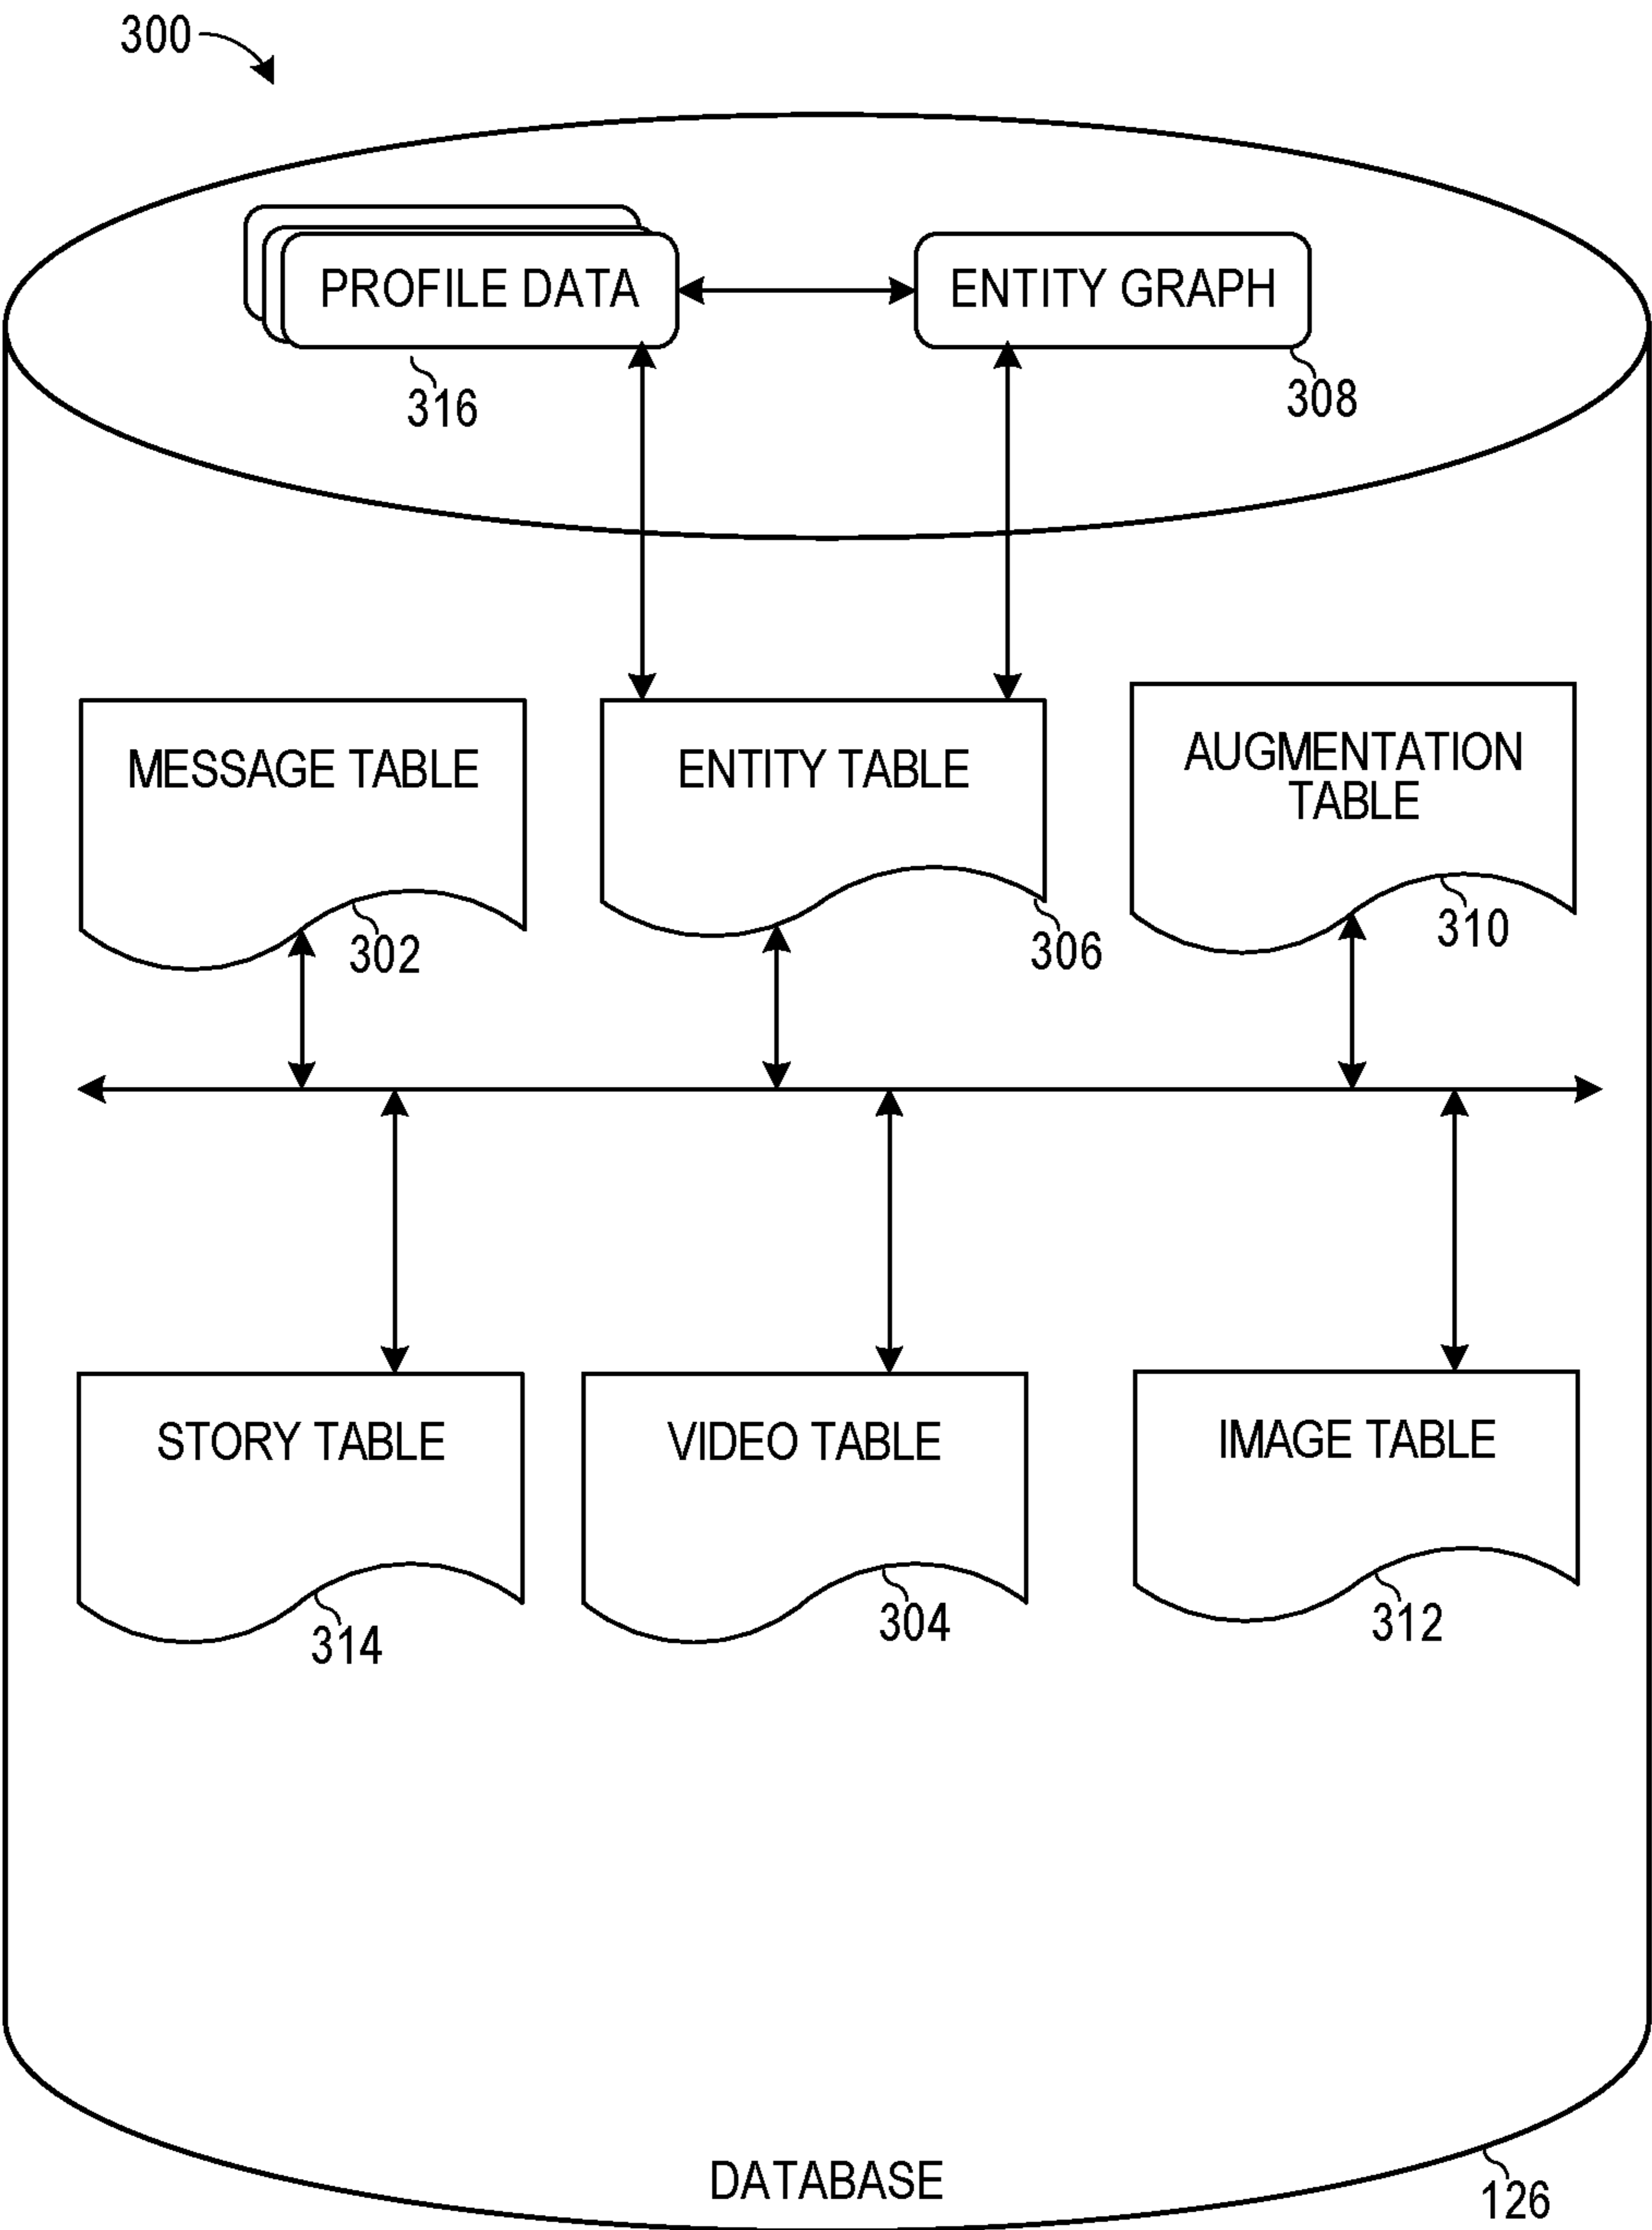 300
PROFILE DATA
ENTITY GRAPH
316
308
MESSAGE TABLE
ENTITY TABLE
AUGMENTATION
TABLE
302
306
310
STORY TABLE
VIDEO TABLE
IMAGE TABLE
314
304
312
DATABASE
126